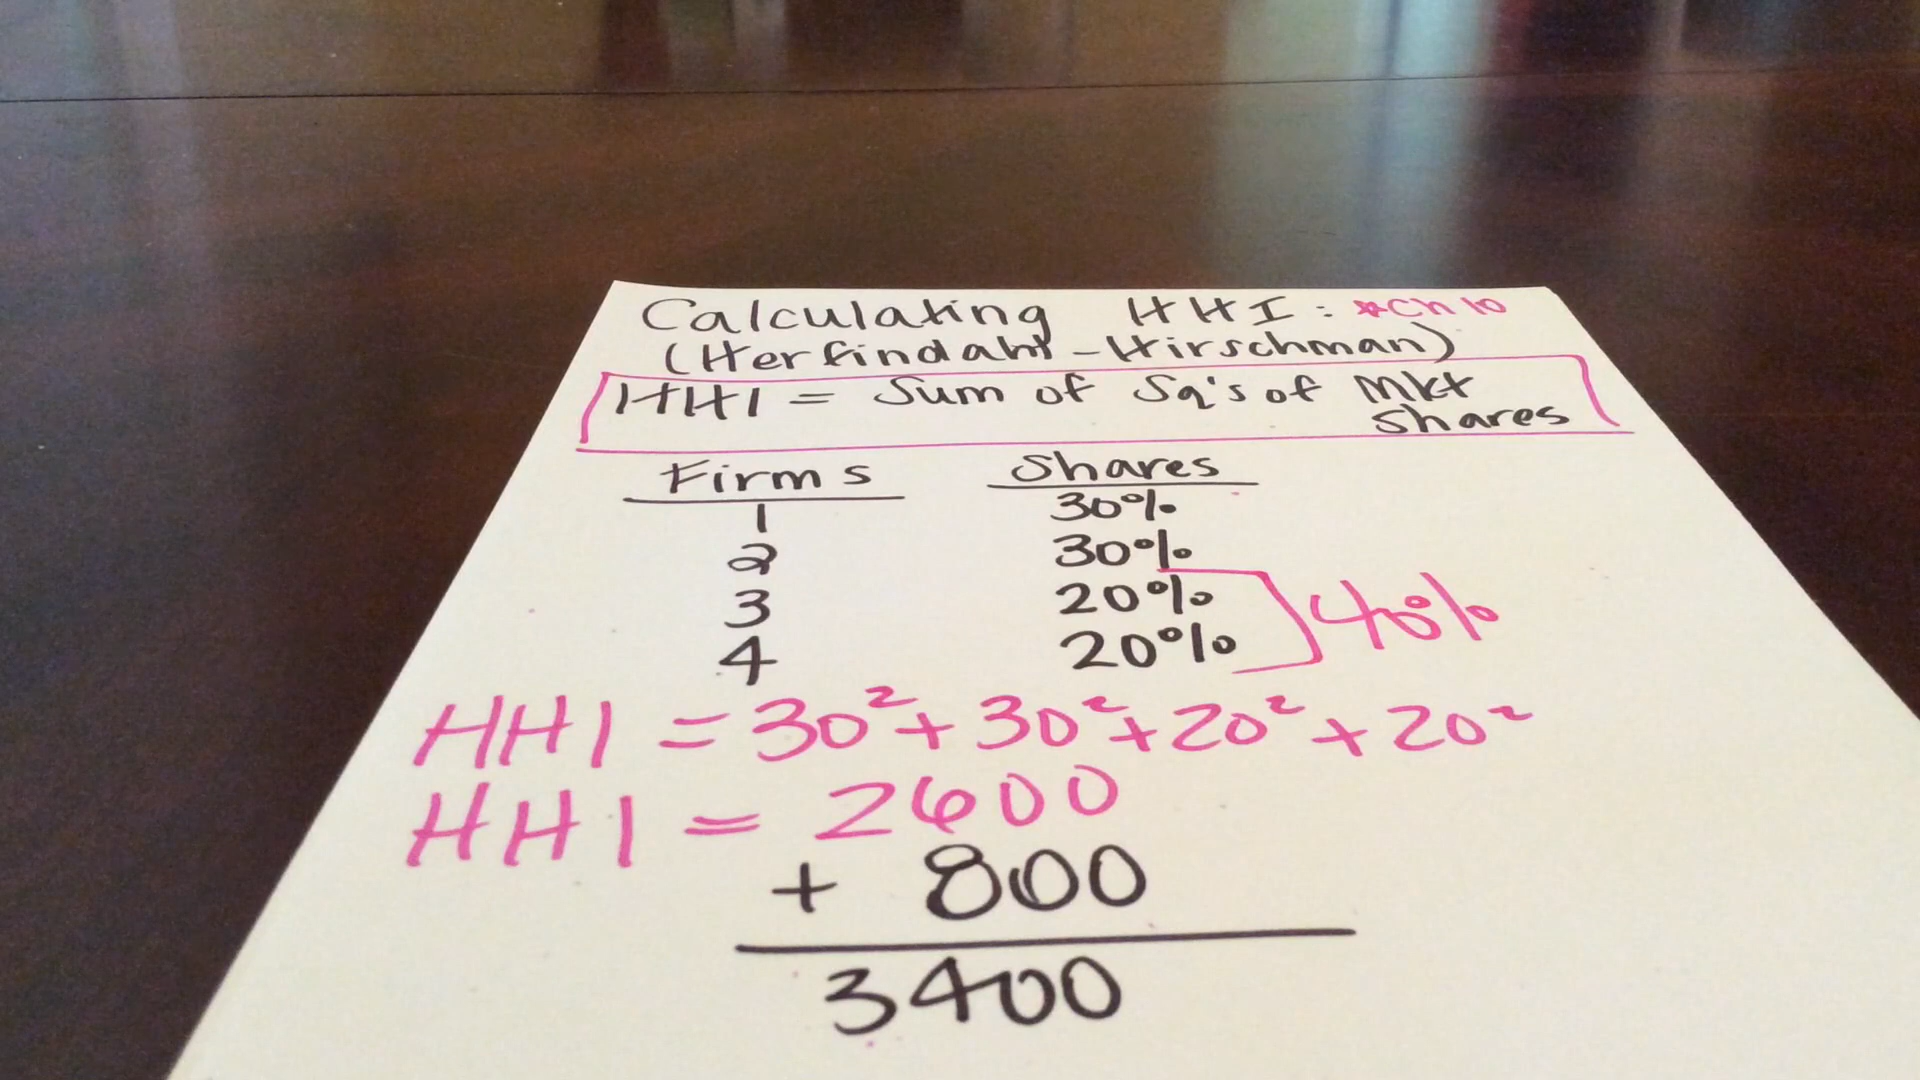 Calculating HHI: *Ch 10
(Herfindahl-Hirschman)
HHI = Sum of Sq's of Mkt
Shares
Firms Shares
1 30%
2 30%
3 20%
4 20%
40%
HHI = 30² + 30² + 20² + 20²
HHI = 2600
+ 800
3400